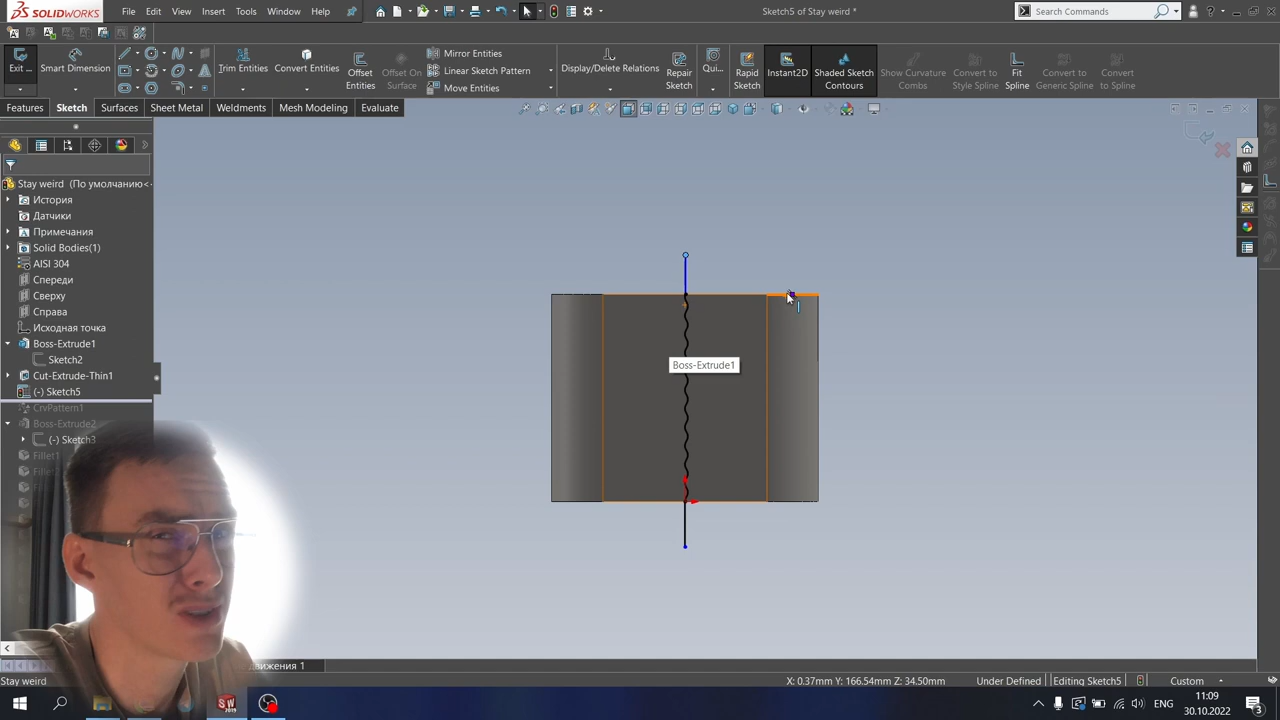 SOLIDWORKS
File Edit View Insert Tools Window Help
Sketch5 of Stay weird *
Search Commands
Exit ...
Smart Dimension
Trim Entities
Convert Entities
Offset Entities
Offset On Surface
Mirror Entities
Linear Sketch Pattern
Move Entities
Display/Delete Relations
Repair Sketch
Qui...
Rapid Sketch
Instant2D
Shaded Sketch Contours
Show Curvature Combs
Convert to Style Spline
Fit Spline
Convert to Generic Spline
Convert to Spline
Features Sketch Surfaces Sheet Metal Weldments Mesh Modeling Evaluate
Stay weird (По умолчанию<
История
Датчики
Примечания
Solid Bodies(1)
AISI 304
Спереди
Сверху
Справа
Исходная точка
Boss-Extrude1
Sketch2
Cut-Extrude-Thin1
(-) Sketch5
CrvPattern1
Boss-Extrude2
(-) Sketch3
Fillet1
Boss-Extrude1
движения 1
Stay weird
X: 0.37mm Y: 166.54mm Z: 34.50mm
Under Defined
Editing Sketch5
Custom
SW
2019
ENG
11:09
30.10.2022
3